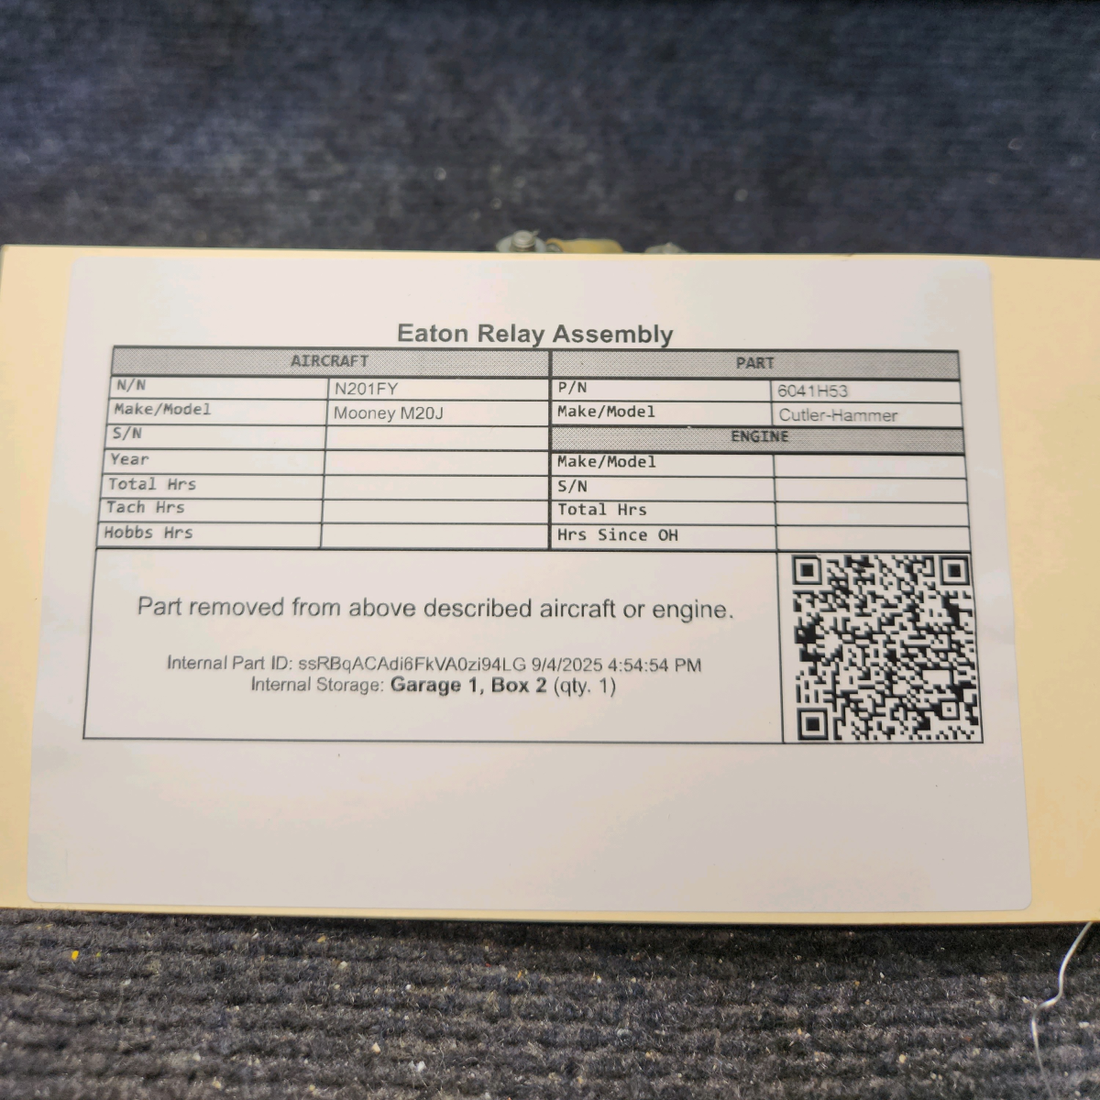 Eaton Relay Assembly
AIRCRAFT PART
N/N N201FY P/N 6041H53
Make/Model Mooney M20J Make/Model Cutler-Hammer
S/N ENGINE
Year Make/Model
Total Hrs S/N
Tach Hrs Total Hrs
Hobbs Hrs Hrs Since OH
Part removed from above described aircraft or engine.
Internal Part ID: ssRBqACAdi6FkVA0zi94LG 9/4/2025 4:54:54 PM
Internal Storage: Garage 1, Box 2 (qty. 1)